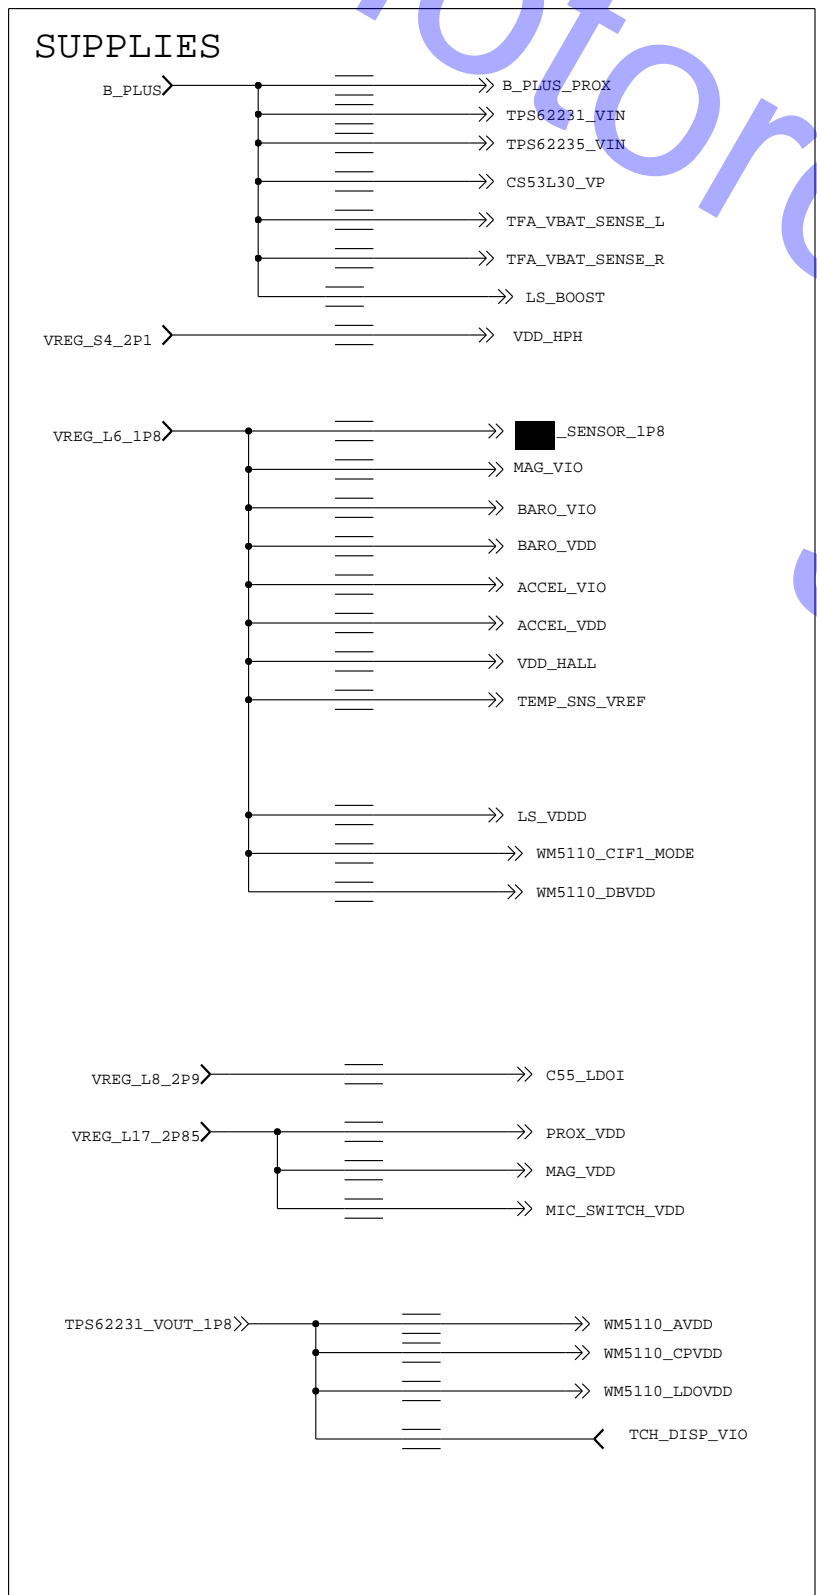 SUPPLIES
B_PLUS
B_PLUS_PROX
TPS62231_VIN
TPS62235_VIN
CS53L30_VP
TFA_VBAT_SENSE_L
TFA_VBAT_SENSE_R
LS_BOOST
VREG_S4_2P1
VDD_HPH
VREG_L6_1P8
_SENSOR_1P8
MAG_VIO
BARO_VIO
BARO_VDD
ACCEL_VIO
ACCEL_VDD
VDD_HALL
TEMP_SNS_VREF
LS_VDDD
WM5110_CIF1_MODE
WM5110_DBVDD
VREG_L8_2P9
C55_LDOI
VREG_L17_2P85
PROX_VDD
MAG_VDD
MIC_SWITCH_VDD
TPS62231_VOUT_1P8
WM5110_AVDD
WM5110_CPVDD
WM5110_LDOVDD
TCH_DISP_VIO